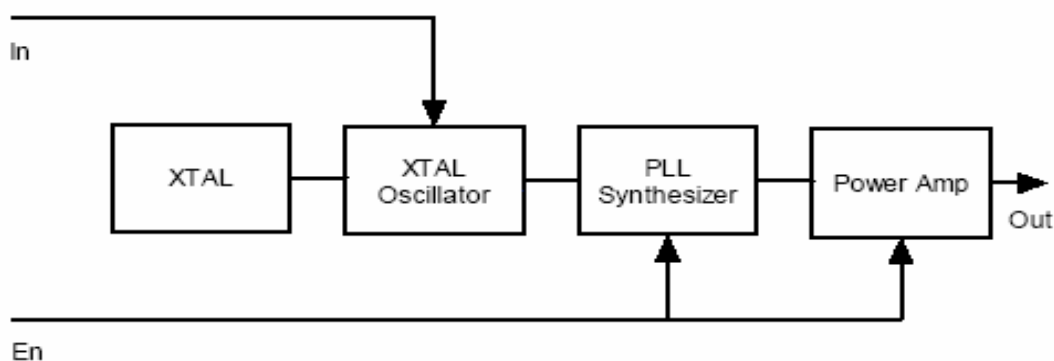 In
XTAL
XTAL
Oscillator
PLL
Synthesizer
Power Amp
Out
En